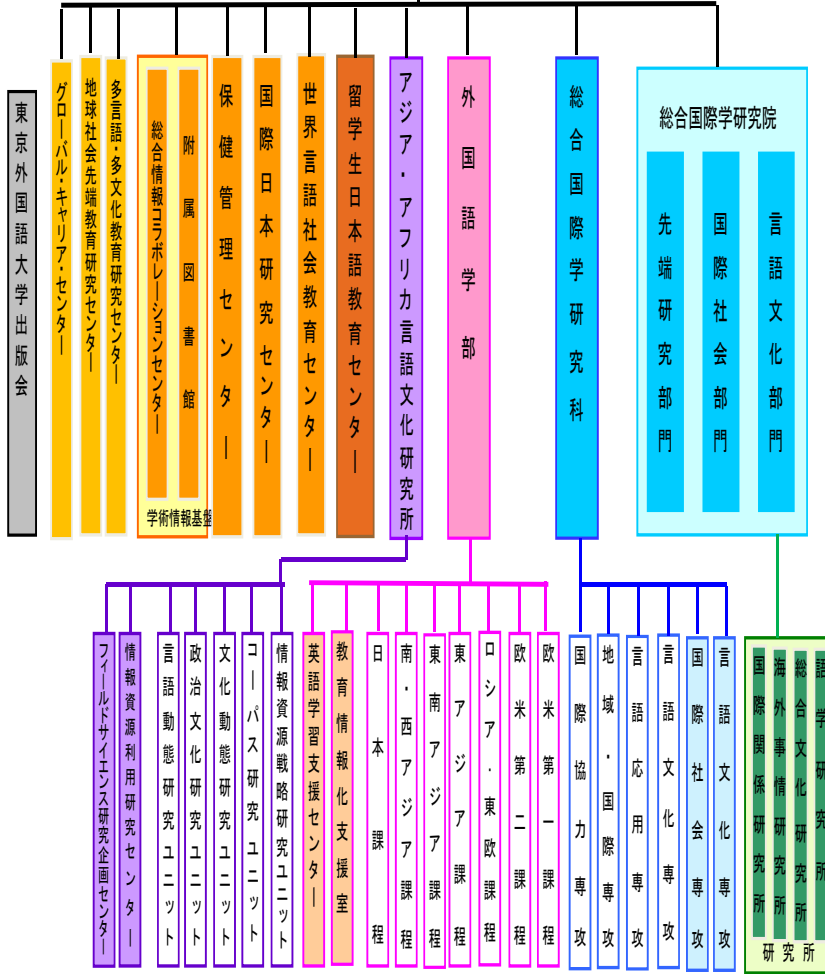 東京外国語大学出版会
グローバル・キャリア・センター
地球社会先端教育研究センター
多言語・多文化教育研究センター
総合情報コラボレーションセンター
附属図書館
学術情報基盤
保健管理センター
国際日本研究センター
世界言語社会教育センター
留学生日本語教育センター
アジア・アフリカ言語文化研究所
外国語学部
総合国際学研究科
総合国際学研究院
先端研究部門
国際社会部門
言語文化部門
フィールドサイエンス研究企画センター
情報資源利用研究センター
言語動態研究ユニット
政治文化研究ユニット
文化動態研究ユニット
コーパス研究ユニット
情報資源戦略研究ユニット
英語学習支援センター
教育情報化支援室
日本課程
南・西アジア課程
東南アジア課程
東アジア課程
ロシア・東欧課程
欧米第二課程
欧米第一課程
国際協力専攻
地域・国際専攻
言語応用専攻
言語文化専攻
国際社会専攻
言語文化専攻
国際関係研究所
海外事情研究所
総合文化研究所
語学研究所
研究所